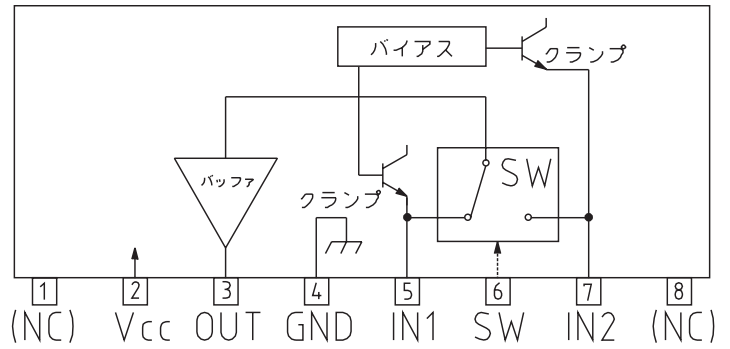 バイアス
クランプ
バッファ
SW
クランプ
1 2 3 4 5 6 7 8
(NC) Vcc OUT GND IN1 SW IN2 (NC)